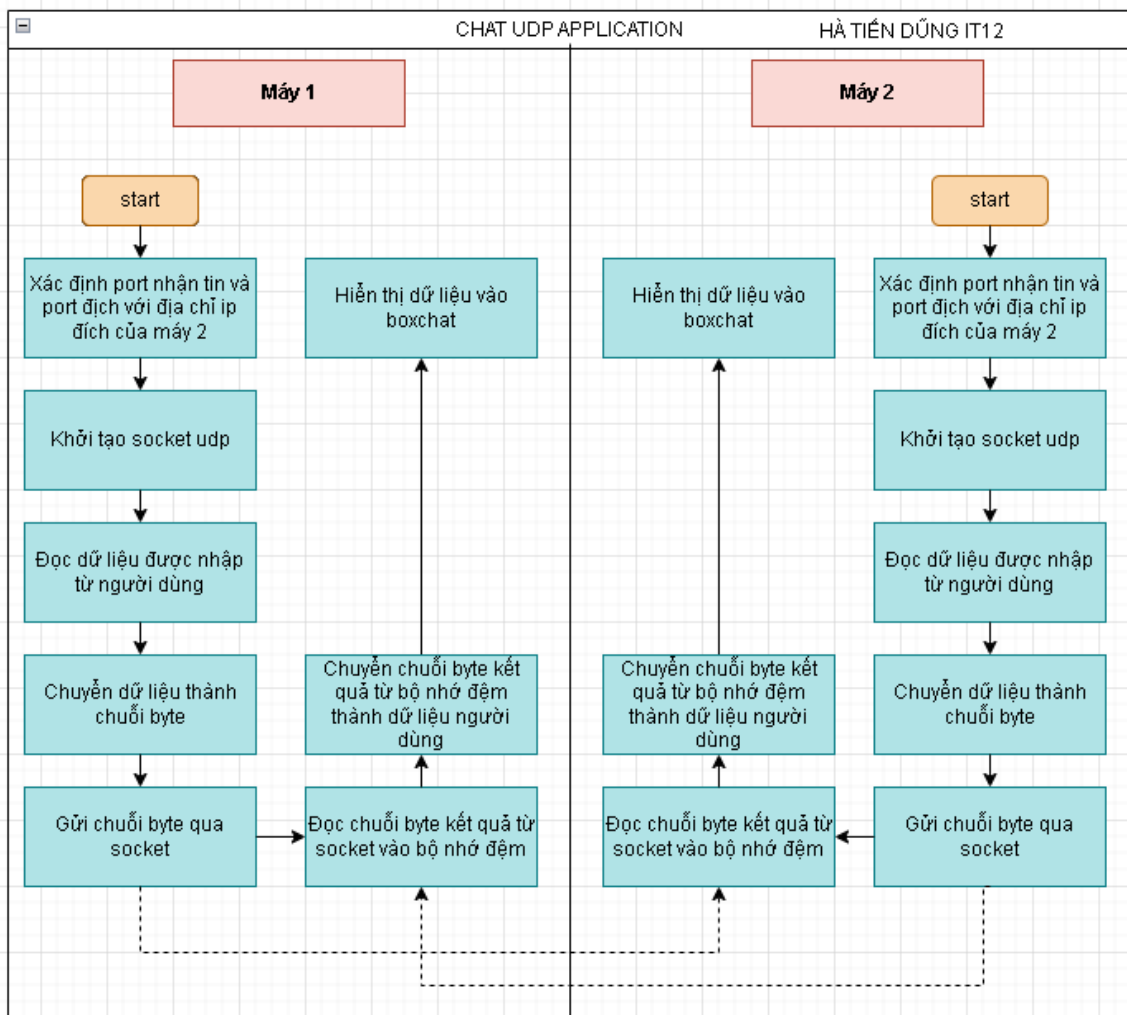 CHAT UDP APPLICATION
HÀ TIẾN DŨNG IT12
Máy 1
Máy 2
start
start
Xác định port nhận tin và
port địch với địa chỉ ip
đích của máy 2
Hiển thị dữ liệu vào
boxchat
Hiển thị dữ liệu vào
boxchat
Xác định port nhận tin và
port địch với địa chỉ ip
đích của máy 2
Khởi tạo socket udp
Khởi tạo socket udp
Đọc dữ liệu được nhập
từ người dùng
Đọc dữ liệu được nhập
từ người dùng
Chuyển dữ liệu thành
chuỗi byte
Chuyển chuỗi byte kết
quả từ bộ nhớ đệm
thành dữ liệu người
dùng
Chuyển chuỗi byte kết
quả từ bộ nhớ đệm
thành dữ liệu người
dùng
Chuyển dữ liệu thành
chuỗi byte
Gửi chuỗi byte qua
socket
Đọc chuỗi byte kết quả từ
socket vào bộ nhớ đệm
Đọc chuỗi byte kết quả từ
socket vào bộ nhớ đệm
Gửi chuỗi byte qua
socket